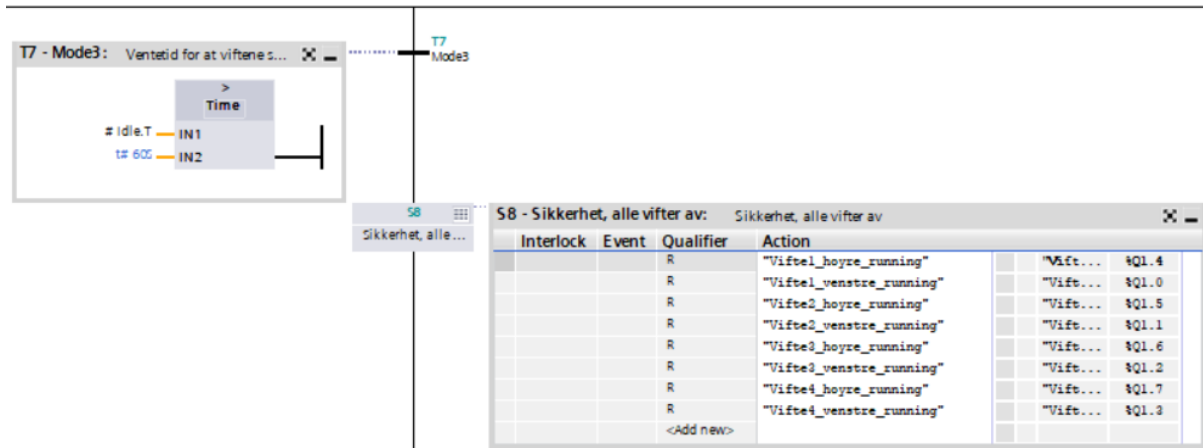 T7 - Mode3: Ventetid for at viftene s...
T7
Mode3
>
Time
# Idle.T IN1
t# 60S IN2
S8
Sikkerhet, alle ...
S8 - Sikkerhet, alle vifter av: Sikkerhet, alle vifter av
Interlock Event Qualifier Action
R "Vifte1_hoyre_running" "Vift... %Q1.4
R "Vifte1_venstre_running" "Vift... %Q1.0
R "Vifte2_hoyre_running" "Vift... %Q1.5
R "Vifte2_venstre_running" "Vift... %Q1.1
R "Vifte3_hoyre_running" "Vift... %Q1.6
R "Vifte3_venstre_running" "Vift... %Q1.2
R "Vifte4_hoyre_running" "Vift... %Q1.7
R "Vifte4_venstre_running" "Vift... %Q1.3
<Add new>